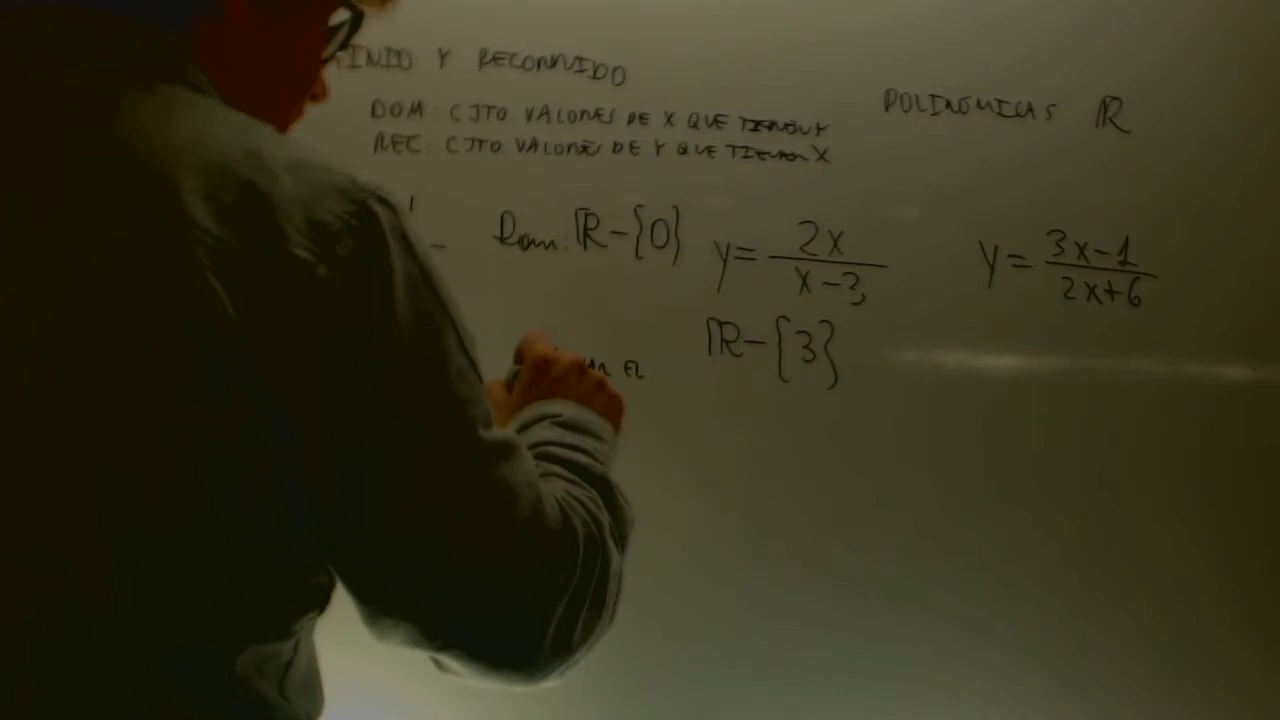 Y RECORRIDO
DOM: CJTO VALORES DE X QUE TIENEN Y
REC: CJTO VALORES DE Y QUE TIENEN X
POLINOMICAS ℝ
Dom: ℝ-{0}
y = 2x / x-3
ℝ-{3}
y = 3x-1 / 2x+6
EL